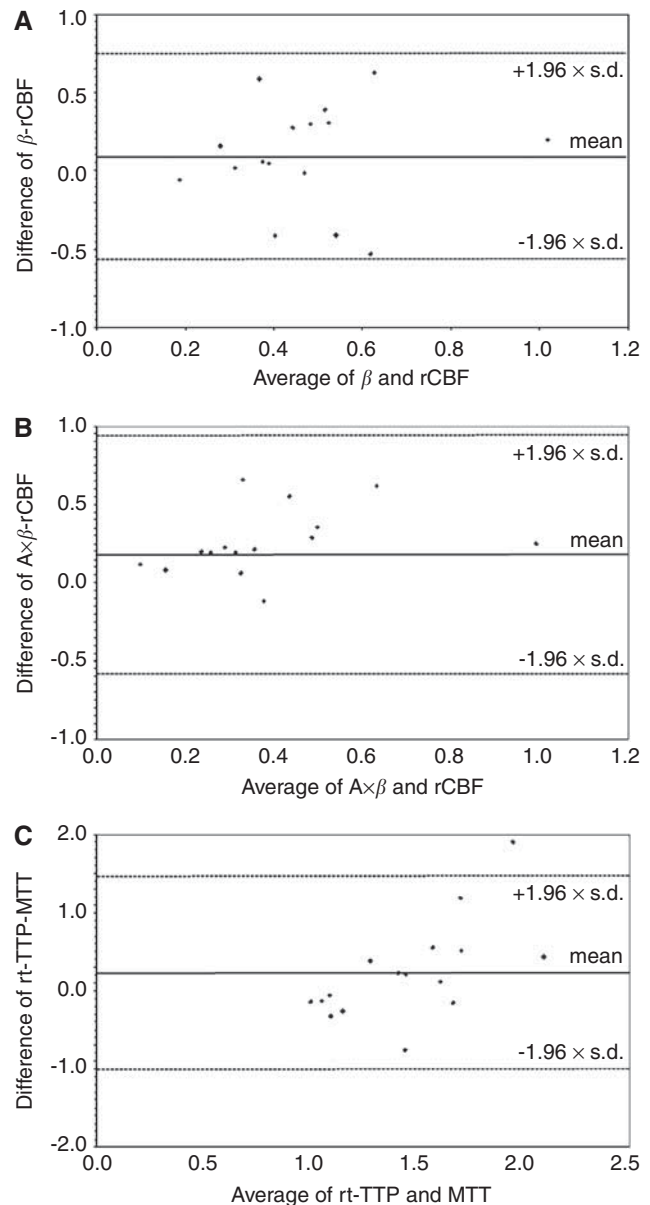 A
1.0
0.5
0.0
-0.5
-1.0
Difference of β-rCBF
+1.96 × s.d.
mean
-1.96 × s.d.
0.0 0.2 0.4 0.6 0.8 1.0 1.2
Average of β and rCBF
B
1.0
0.5
0.0
-0.5
-1.0
Difference of A×β-rCBF
+1.96 × s.d.
mean
-1.96 × s.d.
0.0 0.2 0.4 0.6 0.8 1.0 1.2
Average of A×β and rCBF
C
2.0
1.0
0.0
-1.0
-2.0
Difference of rt-TTP-MTT
+1.96 × s.d.
mean
-1.96 × s.d.
0.0 0.5 1.0 1.5 2.0 2.5
Average of rt-TTP and MTT